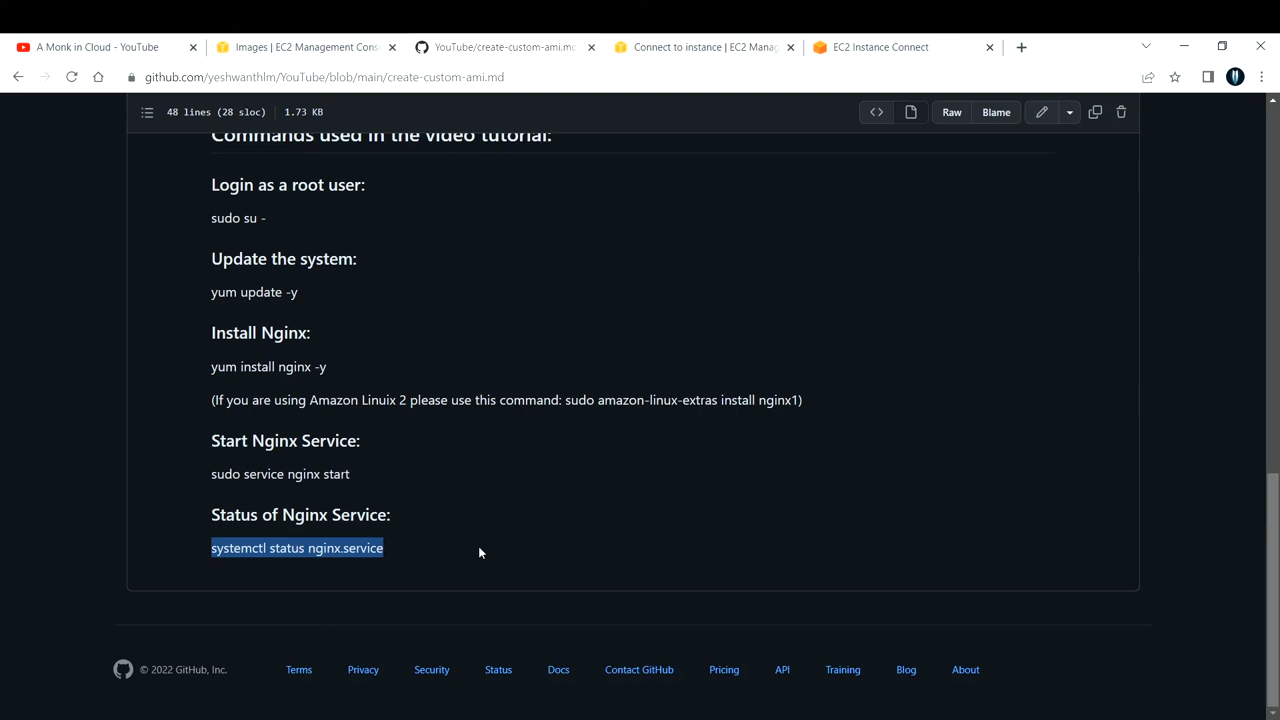 A Monk in Cloud - YouTube
Images | EC2 Management Cons
YouTube/create-custom-ami.md
Connect to instance | EC2 Manag
EC2 Instance Connect
github.com/yeshwanthlm/YouTube/blob/main/create-custom-ami.md
48 lines (28 sloc) 1.73 KB
Raw
Blame
Commands used in the video tutorial:
Login as a root user:
sudo su -
Update the system:
yum update -y
Install Nginx:
yum install nginx -y
(If you are using Amazon Linuix 2 please use this command: sudo amazon-linux-extras install nginx1)
Start Nginx Service:
sudo service nginx start
Status of Nginx Service:
systemctl status nginx.service
© 2022 GitHub, Inc.
Terms
Privacy
Security
Status
Docs
Contact GitHub
Pricing
API
Training
Blog
About